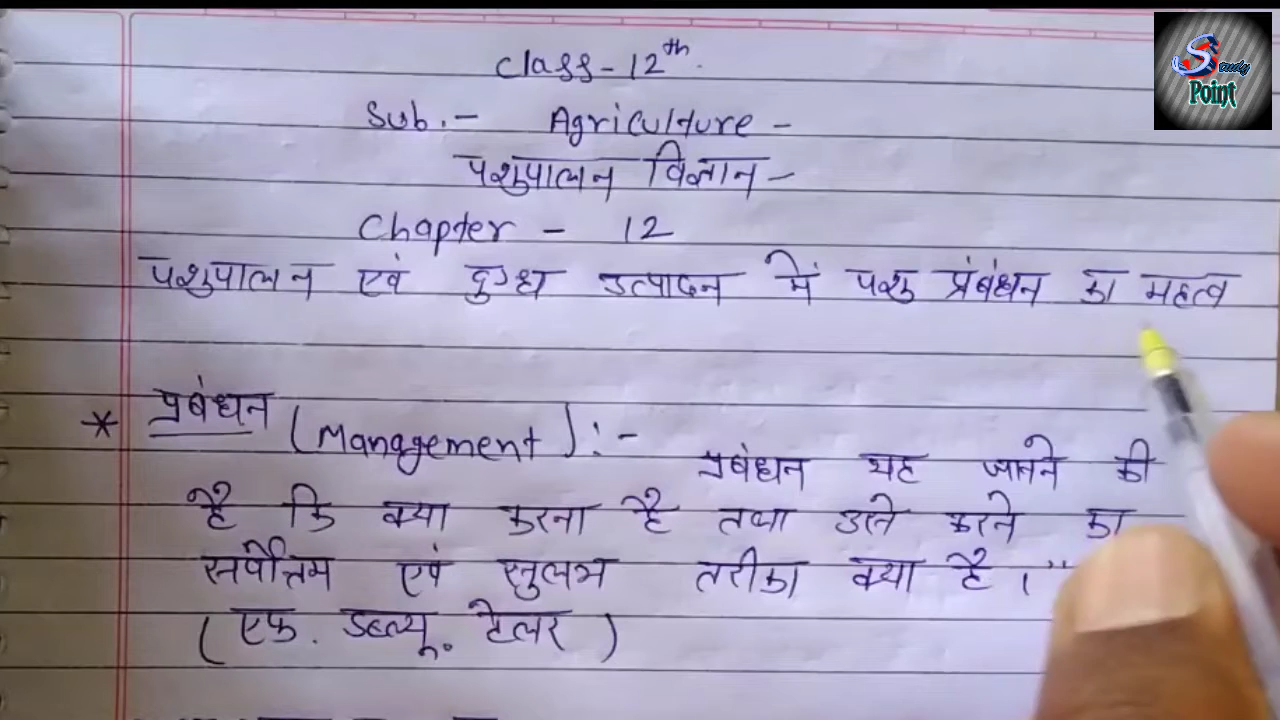 Study
Point
Class-12th.
Sub.- Agriculture-
पशुपालन विज्ञान-
Chapter - 12
पशुपालन एवं दुग्ध उत्पादन में पशु प्रंबंधन का महत्व
* प्रबंधन (Management):-
प्रबंधन यह जानने की
है कि क्या करना है तथा उसे करने का
सर्वोत्तम एवं सुलभ तरीका क्या है।"
(एफ. डब्ल्यू. टेलर)